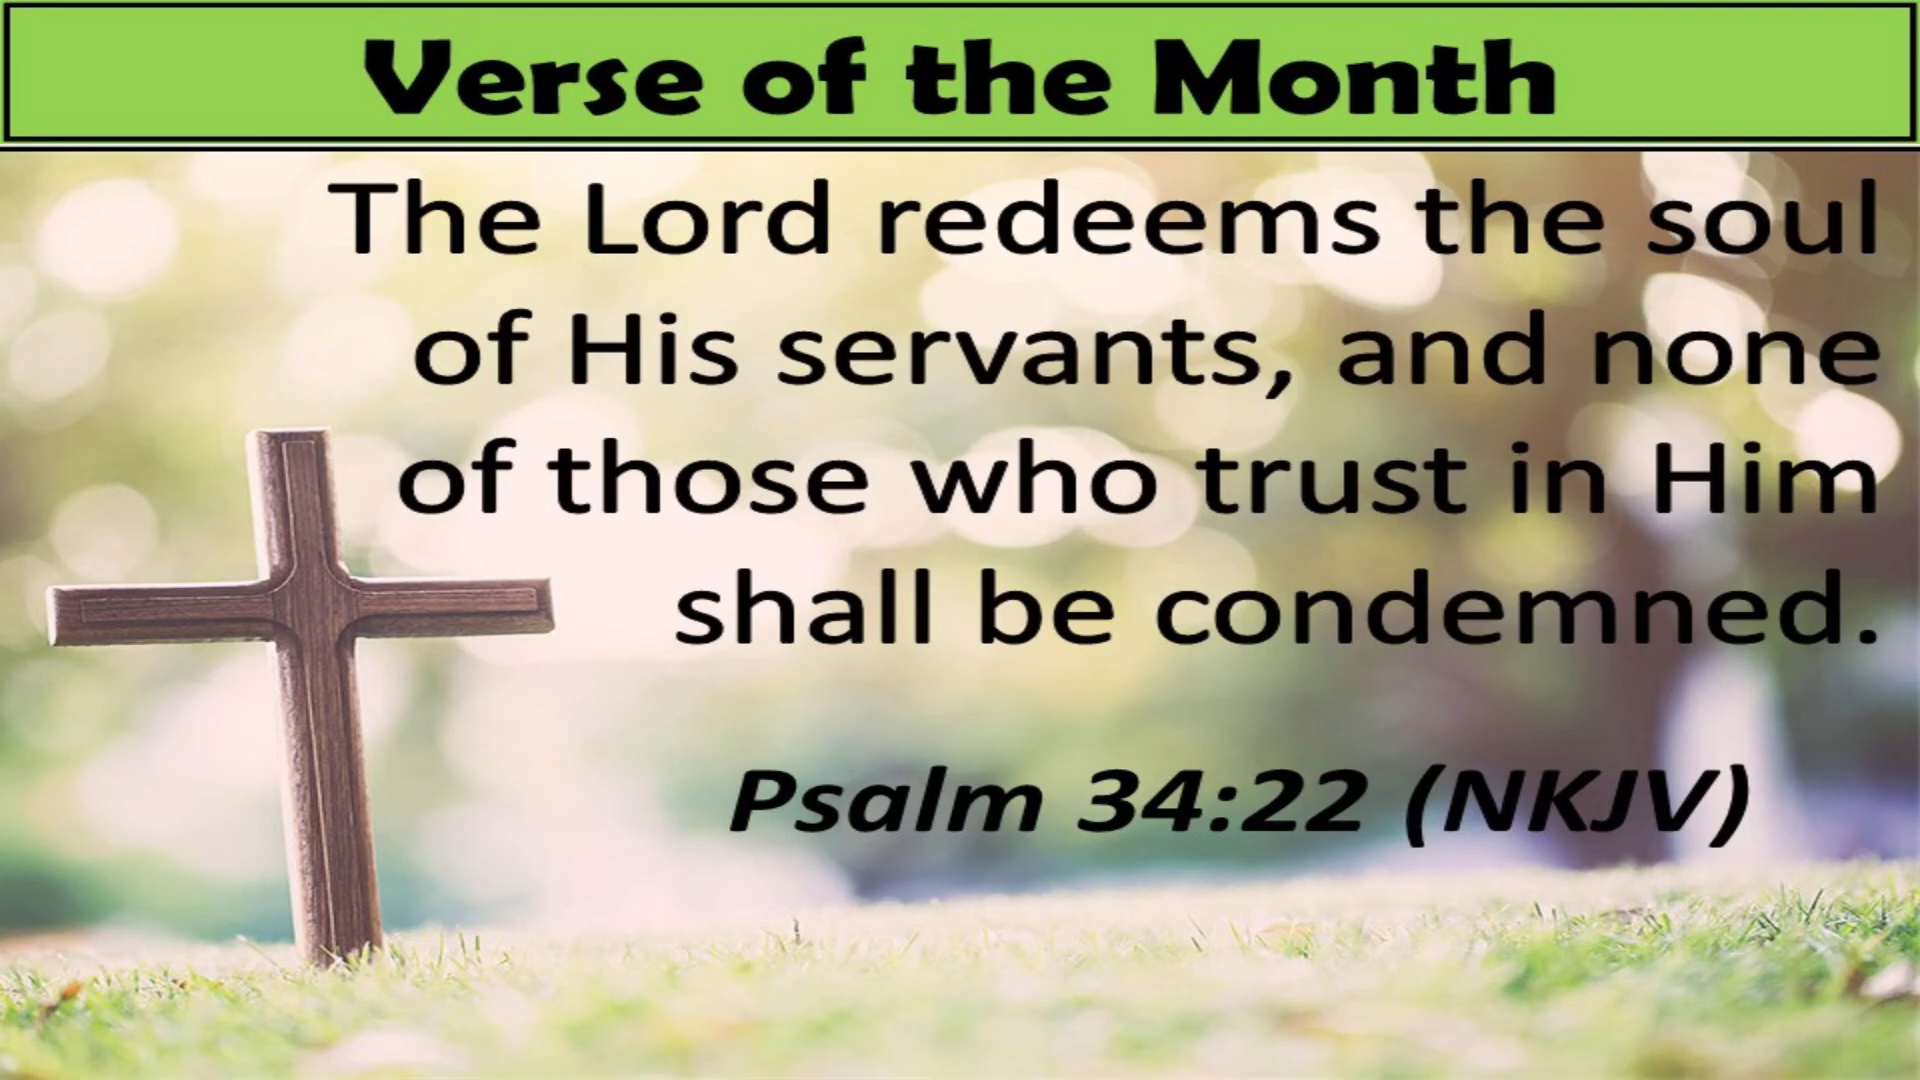 Verse of the Month
The Lord redeems the soul
of His servants, and none
of those who trust in Him
shall be condemned.
Psalm 34:22 (NKJV)